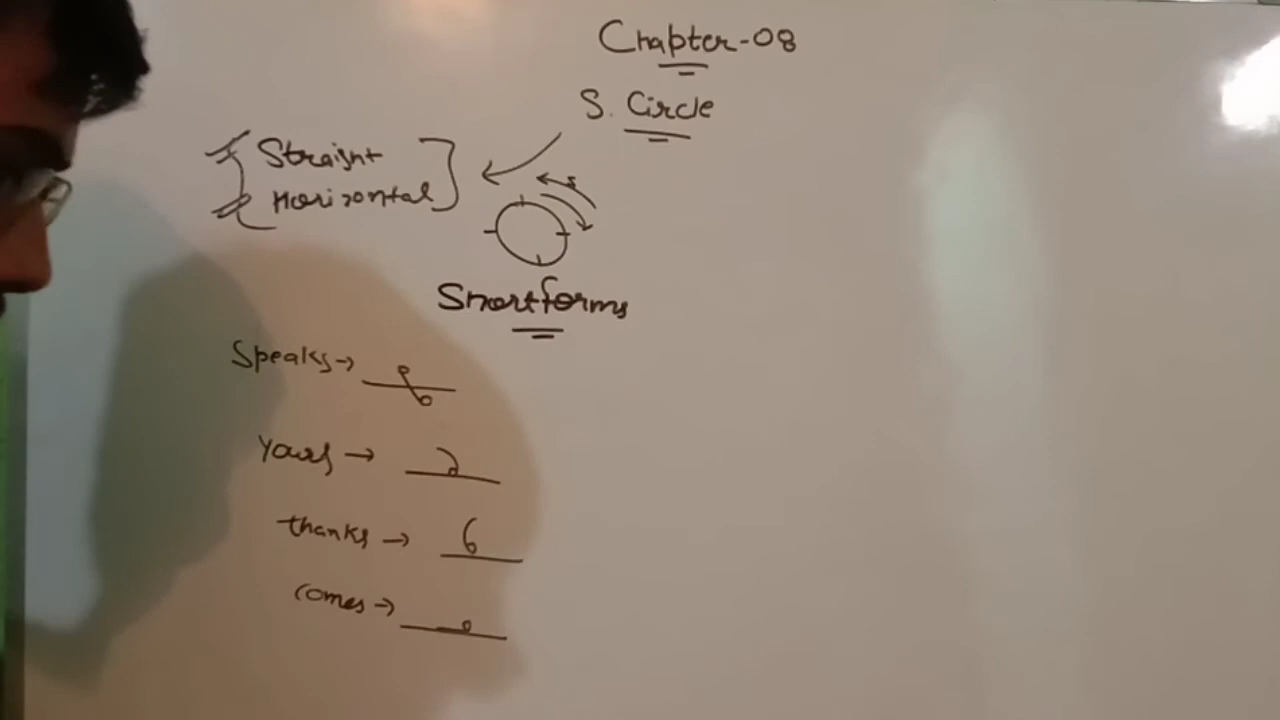 Chapter-08
S. Circle
Straight
Horizontal
Shortforms
Speaks →
Yours →
thanks →
Comes →